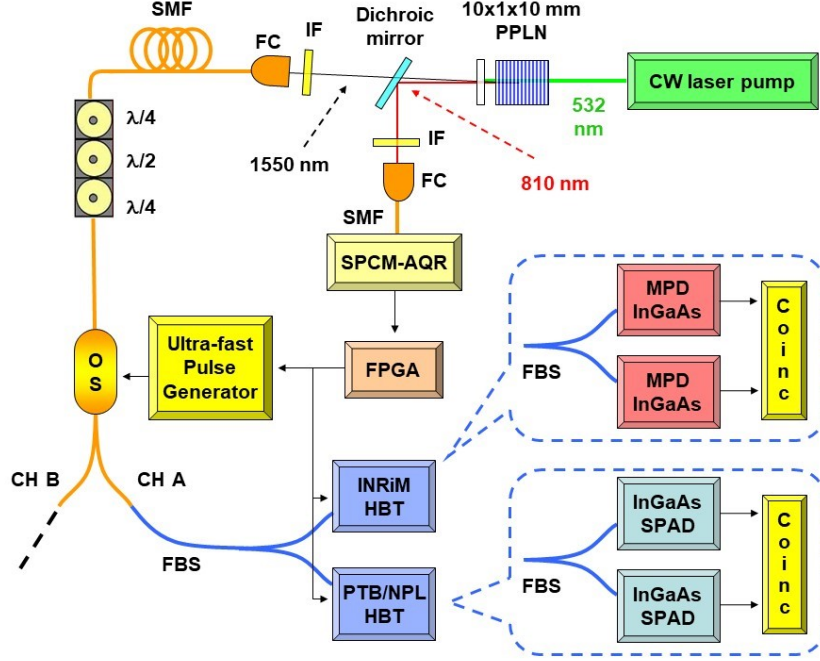 SMF
FC
IF
Dichroic
mirror
10x1x10 mm
PPLN
CW laser pump
532
nm
1550 nm
IF
FC
810 nm
SMF
λ/4
λ/2
λ/4
SPCM-AQR
FPGA
Ultra-fast
Pulse
Generator
O
S
CH B
CH A
FBS
INRiM
HBT
PTB/NPL
HBT
FBS
MPD
InGaAs
MPD
InGaAs
C
o
i
n
c
FBS
InGaAs
SPAD
InGaAs
SPAD
C
o
i
n
c